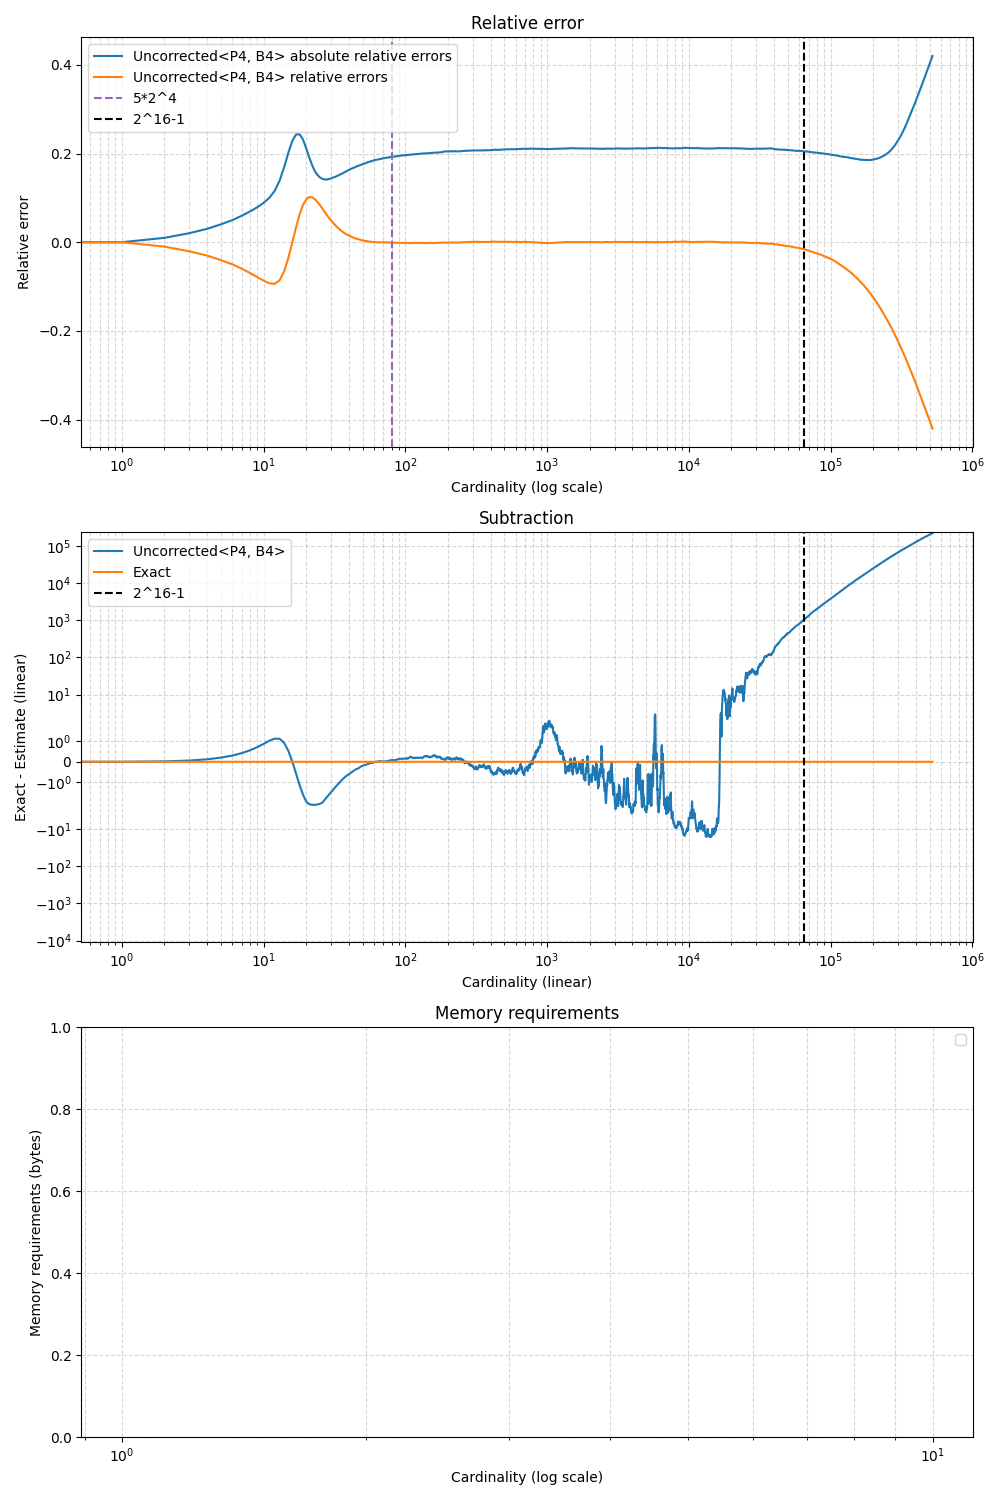 Relative error
Uncorrected<P4, B4> absolute relative errors
Uncorrected<P4, B4> relative errors
5*2^4
2^16-1
0.4
0.2
0.0
−0.2
−0.4
Relative error
10^0 10^1 10^2 10^3 10^4 10^5 10^6
Cardinality (log scale)
Subtraction
Uncorrected<P4, B4>
Exact
2^16-1
10^5
10^4
10^3
10^2
10^1
10^0
0
−10^0
−10^1
−10^2
−10^3
−10^4
Exact - Estimate (linear)
10^0 10^1 10^2 10^3 10^4 10^5 10^6
Cardinality (linear)
Memory requirements
1.0
0.8
0.6
0.4
0.2
0.0
Memory requirements (bytes)
10^0 10^1
Cardinality (log scale)